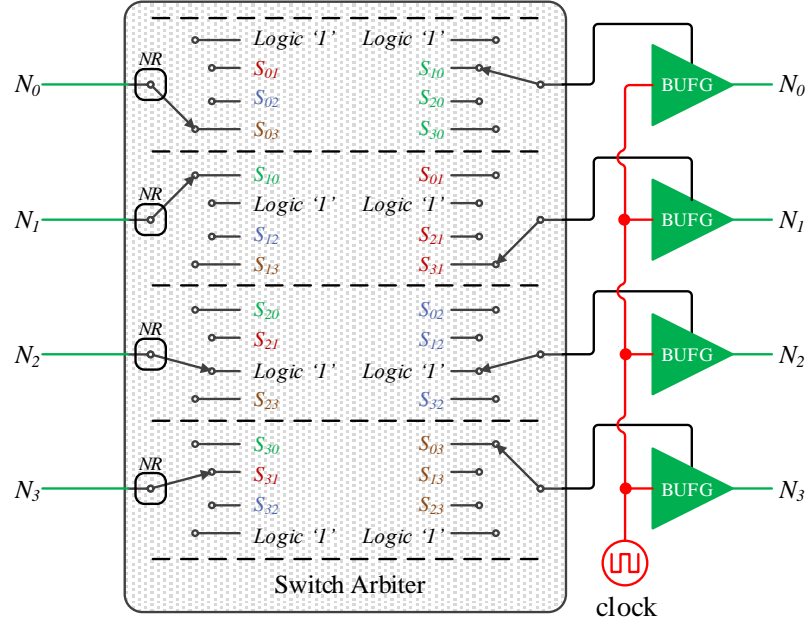 Logic ‘1’ Logic ‘1’
NR
S01 S10
N0 BUFG N0
S02 S20
S03 S30
S10 S01
NR
Logic ‘1’ Logic ‘1’
N1 BUFG N1
S12 S21
S13 S31
S20 S02
NR
S21 S12
N2 BUFG N2
Logic ‘1’ Logic ‘1’
S23 S32
S30 S03
NR
S31 S13
N3 BUFG N3
S32 S23
Logic ‘1’ Logic ‘1’
Switch Arbiter
clock